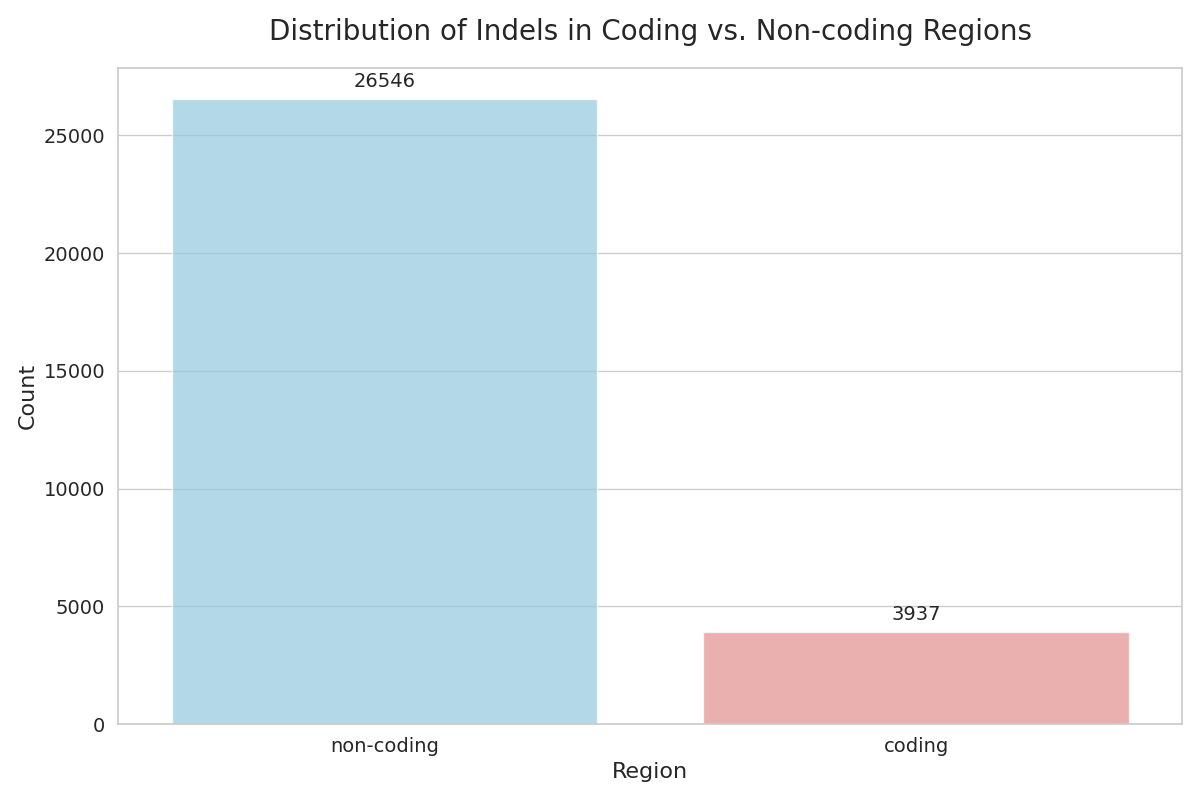 Distribution of Indels in Coding vs. Non-coding Regions
26546
25000
20000
15000
10000
5000
0
Count
3937
non-coding
coding
Region